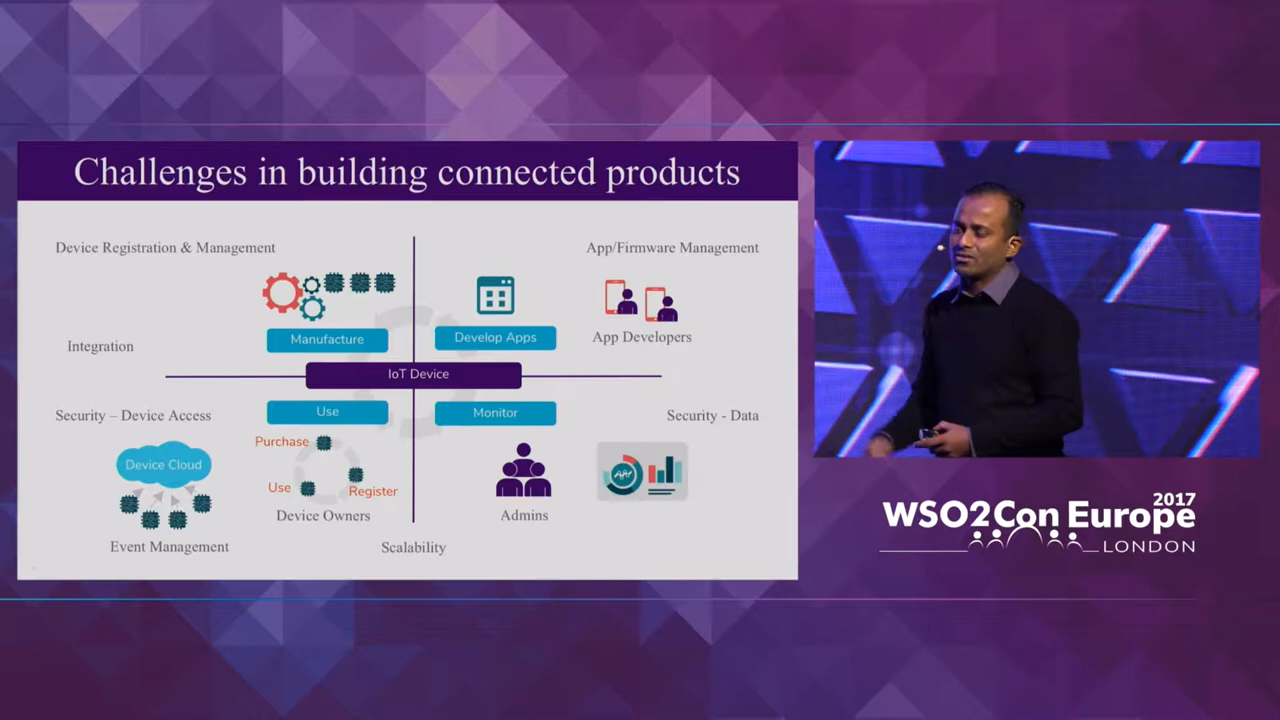 Challenges in building connected products
Device Registration & Management
App/Firmware Management
Manufacture
Develop Apps
App Developers
Integration
IoT Device
Security – Device Access
Use
Monitor
Security - Data
Purchase
Device Cloud
Use
Register
Device Owners
Admins
Event Management
Scalability
2017
WSO2Con Europe
LONDON